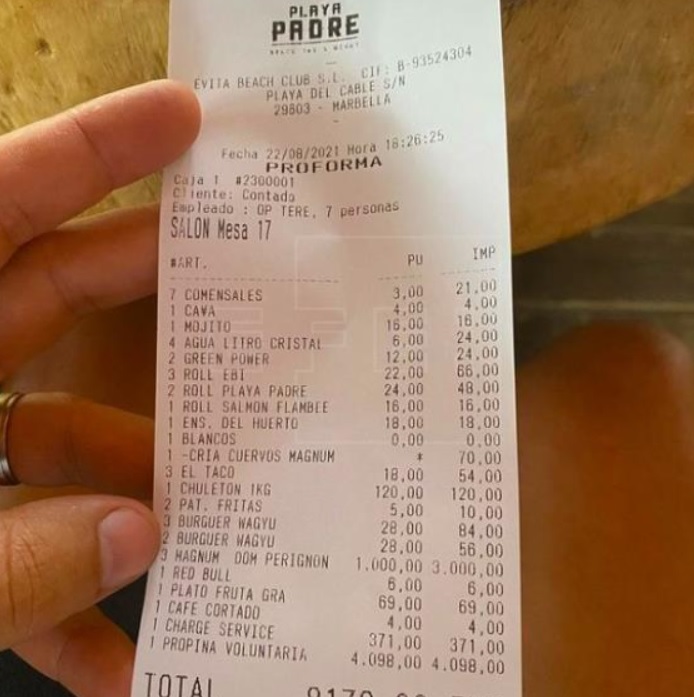 PLAYA
PADRE
EVITA BEACH CLUB S.L. CIF: B-93524304
PLAYA DEL CABLE S/N
29603 - MARBELLA
Fecha 22/08/2021 Hora 18:26:25
PROFORMA
Caja 1 #2300001
Cliente: Contado
Empleado : OP TERE, 7 personas
SALON Mesa 17
#ART. PU IMP
7 COMENSALES 3,00 21,00
1 CAVA 4,00 4,00
1 MOJITO 16,00 16,00
4 AGUA LITRO CRISTAL 6,00 24,00
2 GREEN POWER 12,00 24,00
3 ROLL EBI 22,00 66,00
2 ROLL PLAYA PADRE 24,00 48,00
1 ROLL SALMON FLAMBEE 16,00 16,00
1 ENS. DEL HUERTO 18,00 18,00
1 BLANCOS 0,00 0,00
1 -CRIA CUERVOS MAGNUM * 70,00
3 EL TACO 18,00 54,00
1 CHULETON 1KG 120,00 120,00
2 PAT. FRITAS 5,00 10,00
3 BURGUER WAGYU 28,00 84,00
2 BURGUER WAGYU 28,00 56,00
3 MAGNUM DOM PERIGNON 1.000,00 3.000,00
1 RED BULL 6,00 6,00
1 PLATO FRUTA GRA 69,00 69,00
1 CAFE CORTADO 4,00 4,00
1 CHARGE SERVICE 371,00 371,00
1 PROPINA VOLUNTARIA 4.098,00 4.098,00
TOTAL